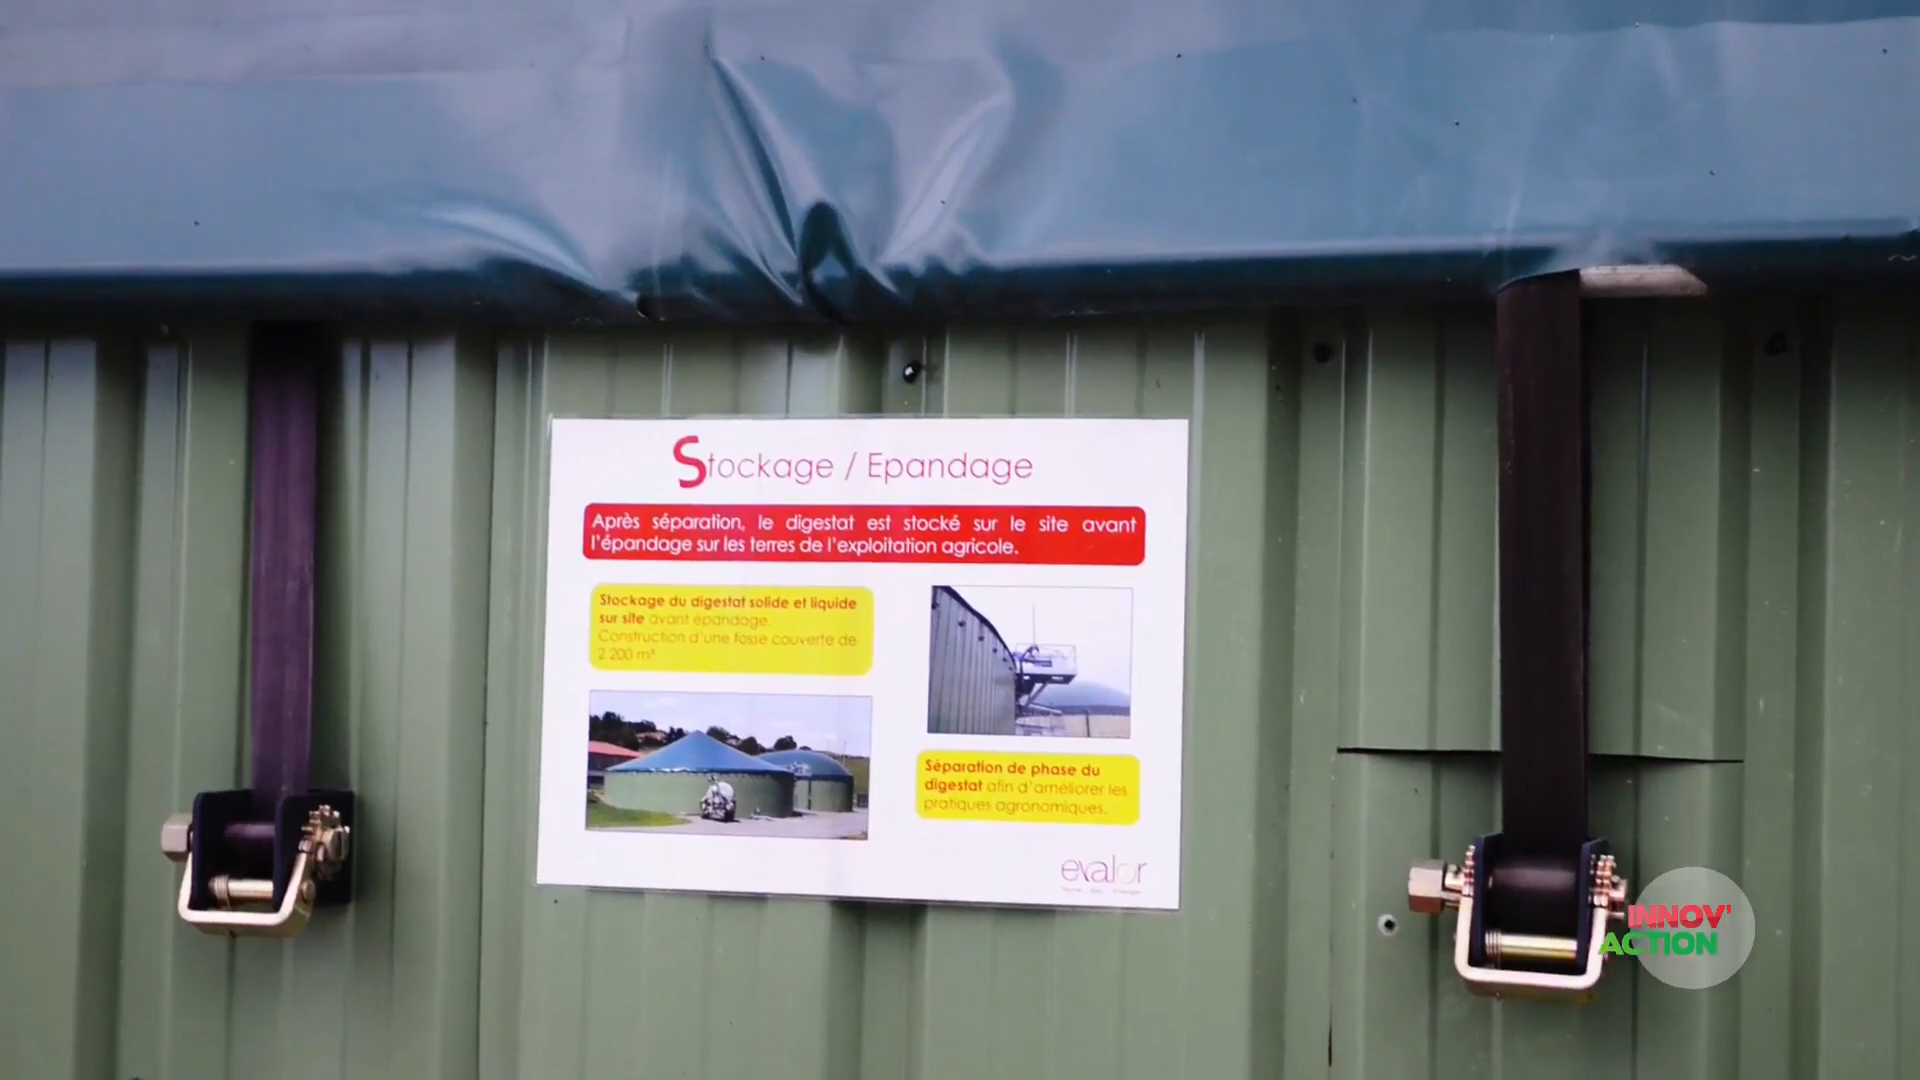 Stockage / Epandage
Après séparation, le digestat est stocké sur le site avant
l'épandage sur les terres de l'exploitation agricole.
Stockage du digestat solide et liquide
sur site avant épandage.
Construction d'une fosse couverte de
2 200 m³.
Séparation de phase du
digestat afin d'améliorer les
pratiques agronomiques.
evalor
INNOV'
ACTION